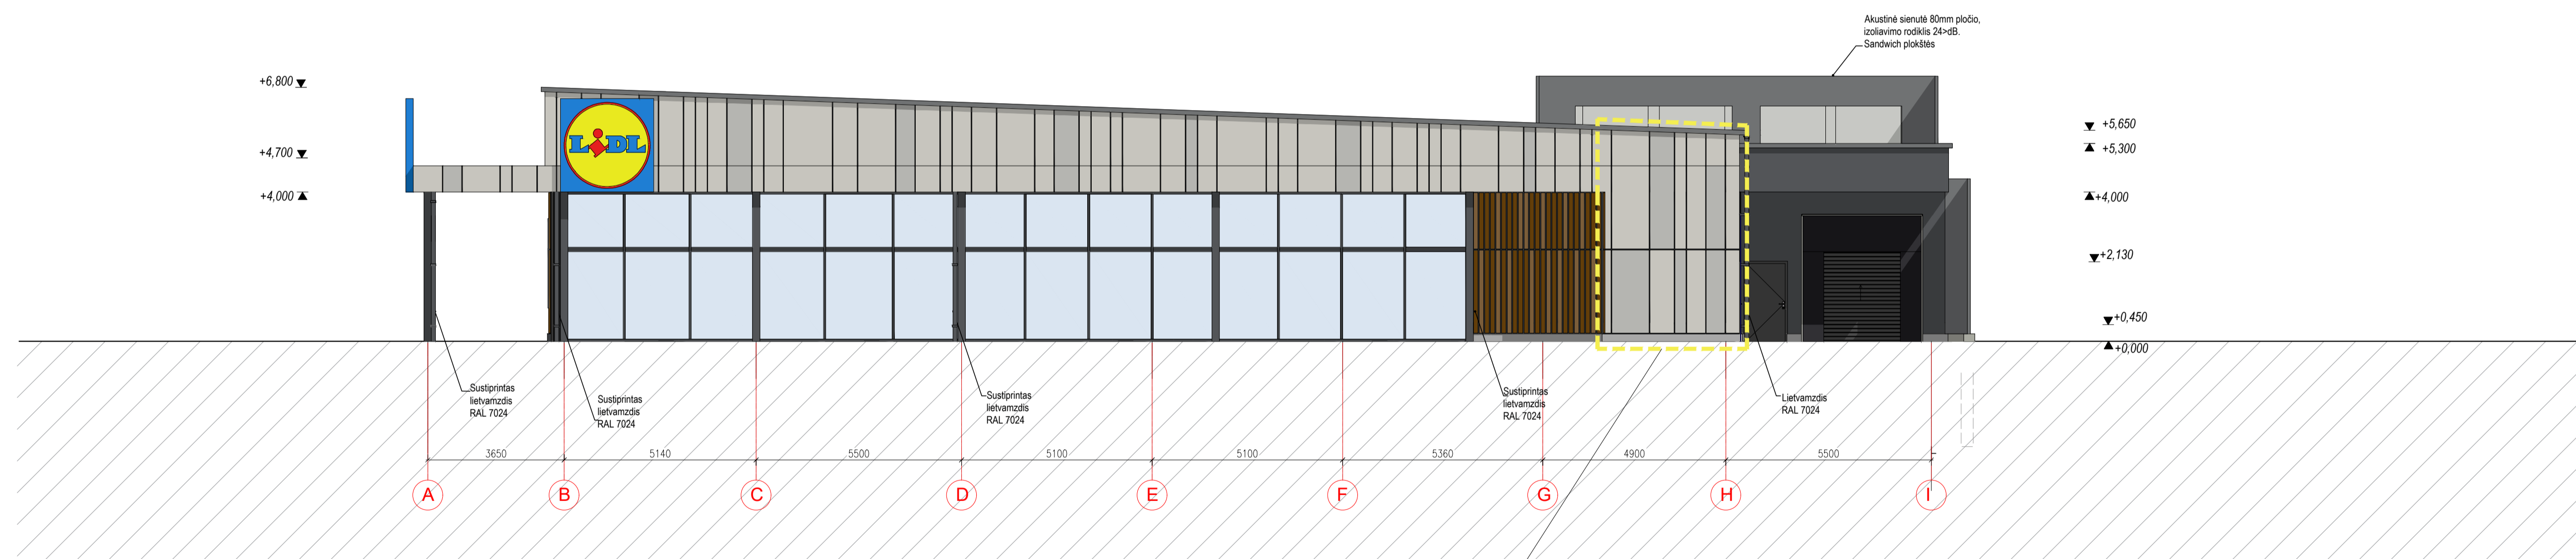 Akustinė sienutė 80mm pločio,
izoliavimo rodiklis 24>dB.
Sandwich plokštės
+6,800
+4,700
+4,000
LiDL
+5,650
+5,300
+4,000
+2,130
+0,450
+0,000
Sustiprintas
lietvamzdis
RAL 7024
Sustiprintas
lietvamzdis
RAL 7024
Sustiprintas
lietvamzdis
RAL 7024
Sustiprintas
lietvamzdis
RAL 7024
Lietvamzdis
RAL 7024
3650 5140 5500 5100 5100 5360 4900 5500
A B C D E F G H I